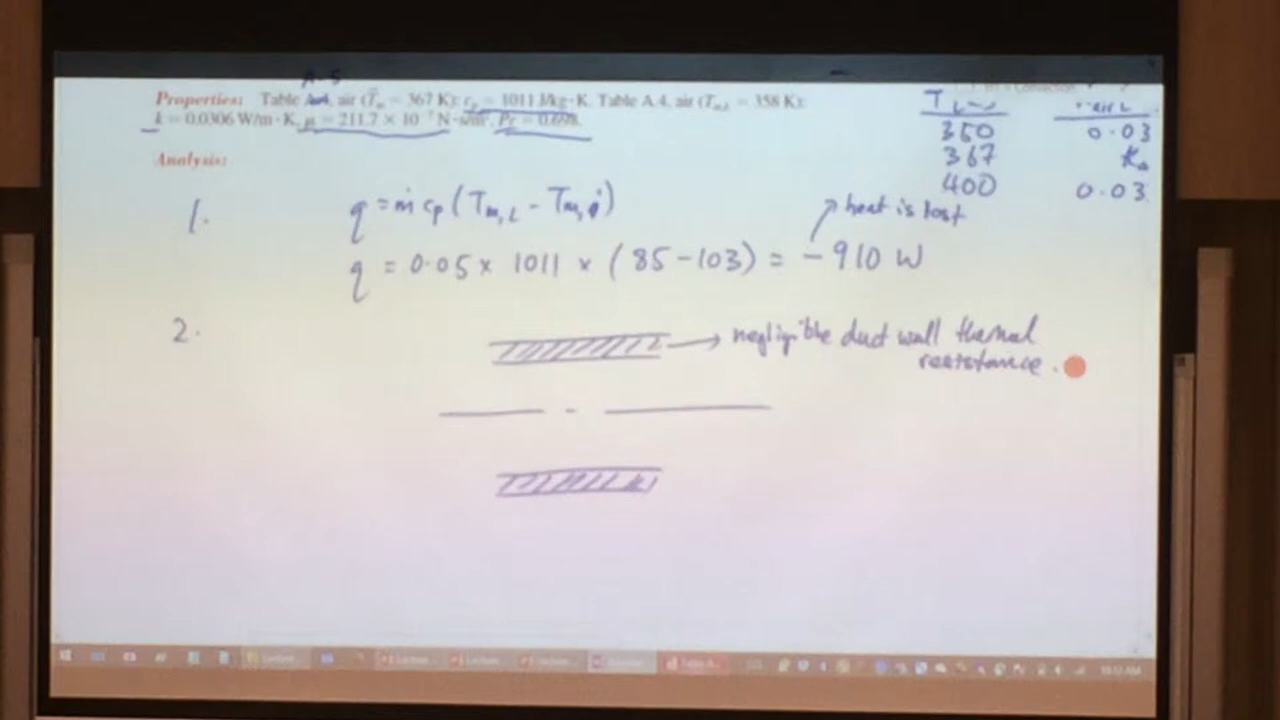 A-5
Properties: Table A.4, air (T̄m = 367 K): cp = 1011 J/kg·K. Table A.4, air (Tm,L = 358 K):
k = 0.0306 W/m·K, μ = 211.7 × 10⁻⁷ N·s/m², Pr = 0.698.
350 0.03
367 K
400 0.03
Analysis:
1. q = ṁ cp (Tm,L - Tm,i)
heat is lost
q = 0.05 × 1011 × (85-103) = -910 W
2.
negligible duct wall thermal
resistance.